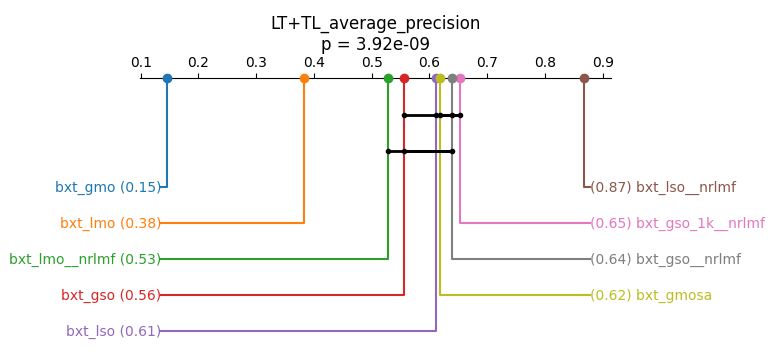 LT+TL_average_precision
p = 3.92e-09
0.1 0.2 0.3 0.4 0.5 0.6 0.7 0.8 0.9
bxt_gmo (0.15) (0.87) bxt_lso__nrlmf
bxt_lmo (0.38) (0.65) bxt_gso_1k__nrlmf
bxt_lmo__nrlmf (0.53) (0.64) bxt_gso__nrlmf
bxt_gso (0.56) (0.62) bxt_gmosa
bxt_lso (0.61)